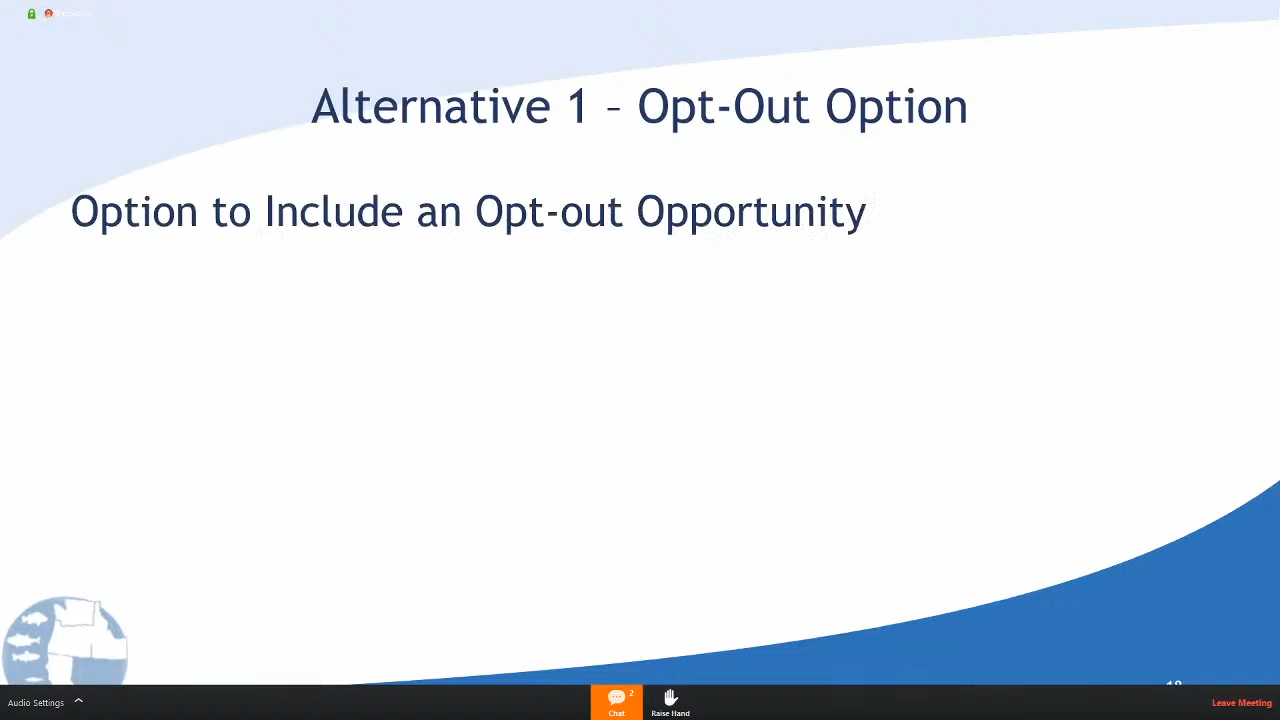 Alternative 1 – Opt-Out Option
Option to Include an Opt-out Opportunity
Audio Settings
2
Chat
Raise Hand
Leave Meeting